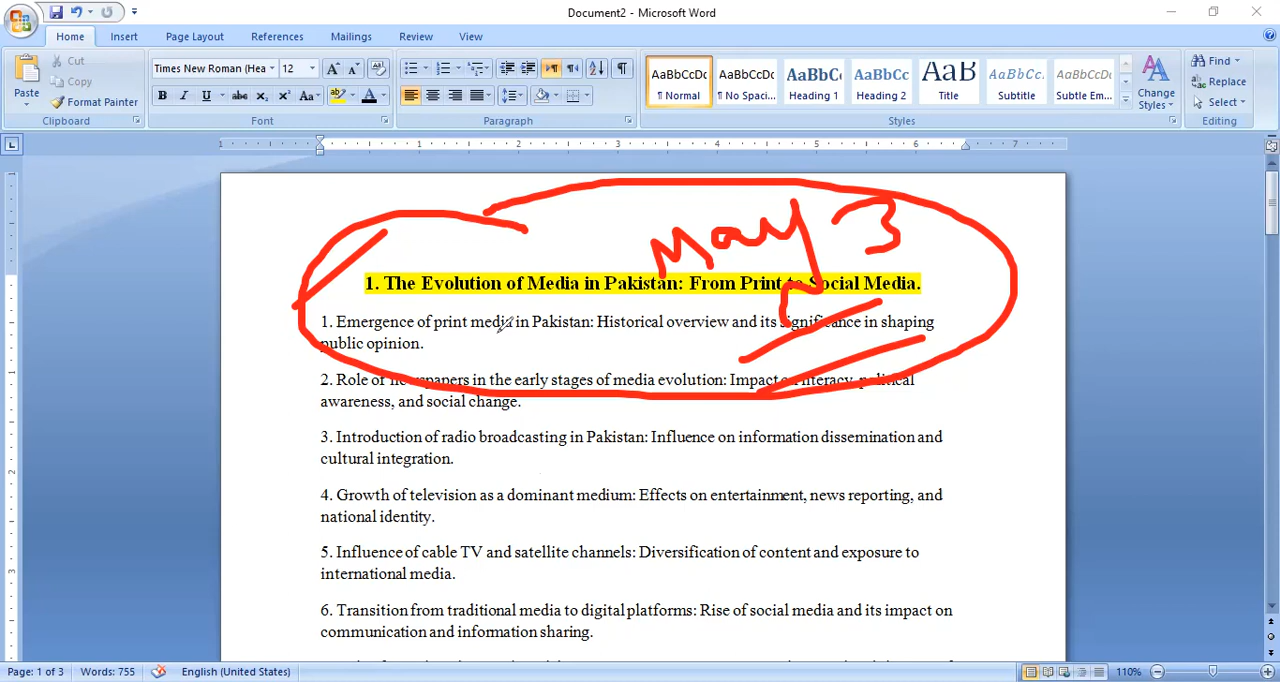 Document2 - Microsoft Word
Home Insert Page Layout References Mailings Review View
Cut
Copy
Format Painter
Paste
Clipboard
Times New Roman (Hea 12
Font
Paragraph
AaBbCcDc AaBbCcDc AaBbC AaBbCc AaB AaBbCcL AaBbCcDc
¶ Normal ¶ No Spaci... Heading 1 Heading 2 Title Subtitle Subtle Em...
Change Styles
Styles
Find
Replace
Select
Editing
May 3
1. The Evolution of Media in Pakistan: From Print to Social Media.
1. Emergence of print media in Pakistan: Historical overview and its significance in shaping
public opinion.
2. Role of newspapers in the early stages of media evolution: Impact on literacy, political
awareness, and social change.
3. Introduction of radio broadcasting in Pakistan: Influence on information dissemination and
cultural integration.
4. Growth of television as a dominant medium: Effects on entertainment, news reporting, and
national identity.
5. Influence of cable TV and satellite channels: Diversification of content and exposure to
international media.
6. Transition from traditional media to digital platforms: Rise of social media and its impact on
communication and information sharing.
Page: 1 of 3 Words: 755 English (United States) 110%